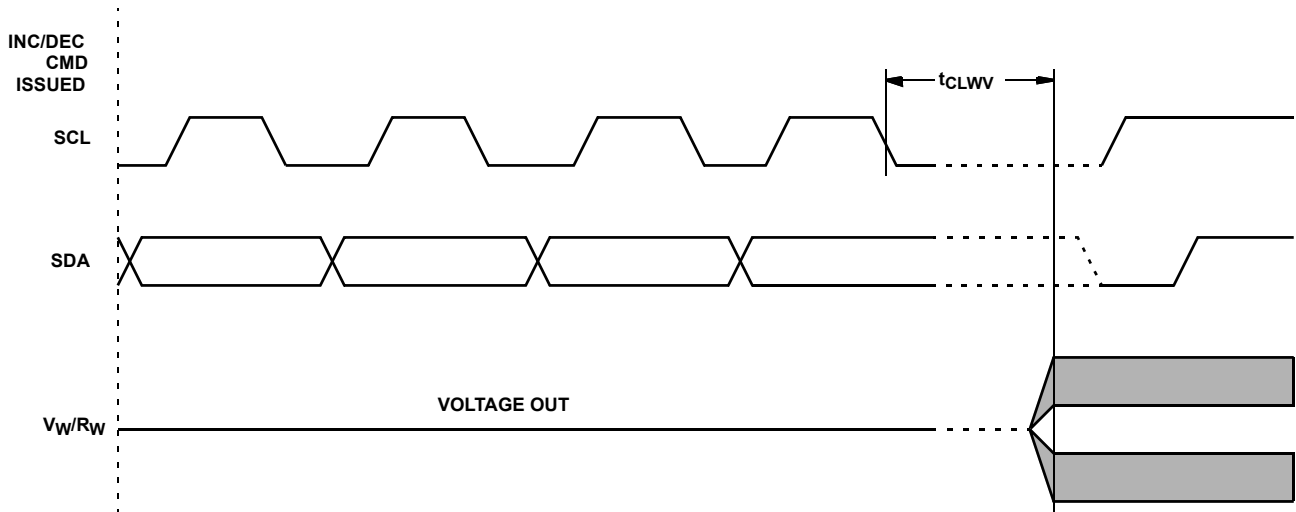 INC/DEC
CMD
ISSUED
tCLWV
SCL
SDA
VOLTAGE OUT
VW/RW